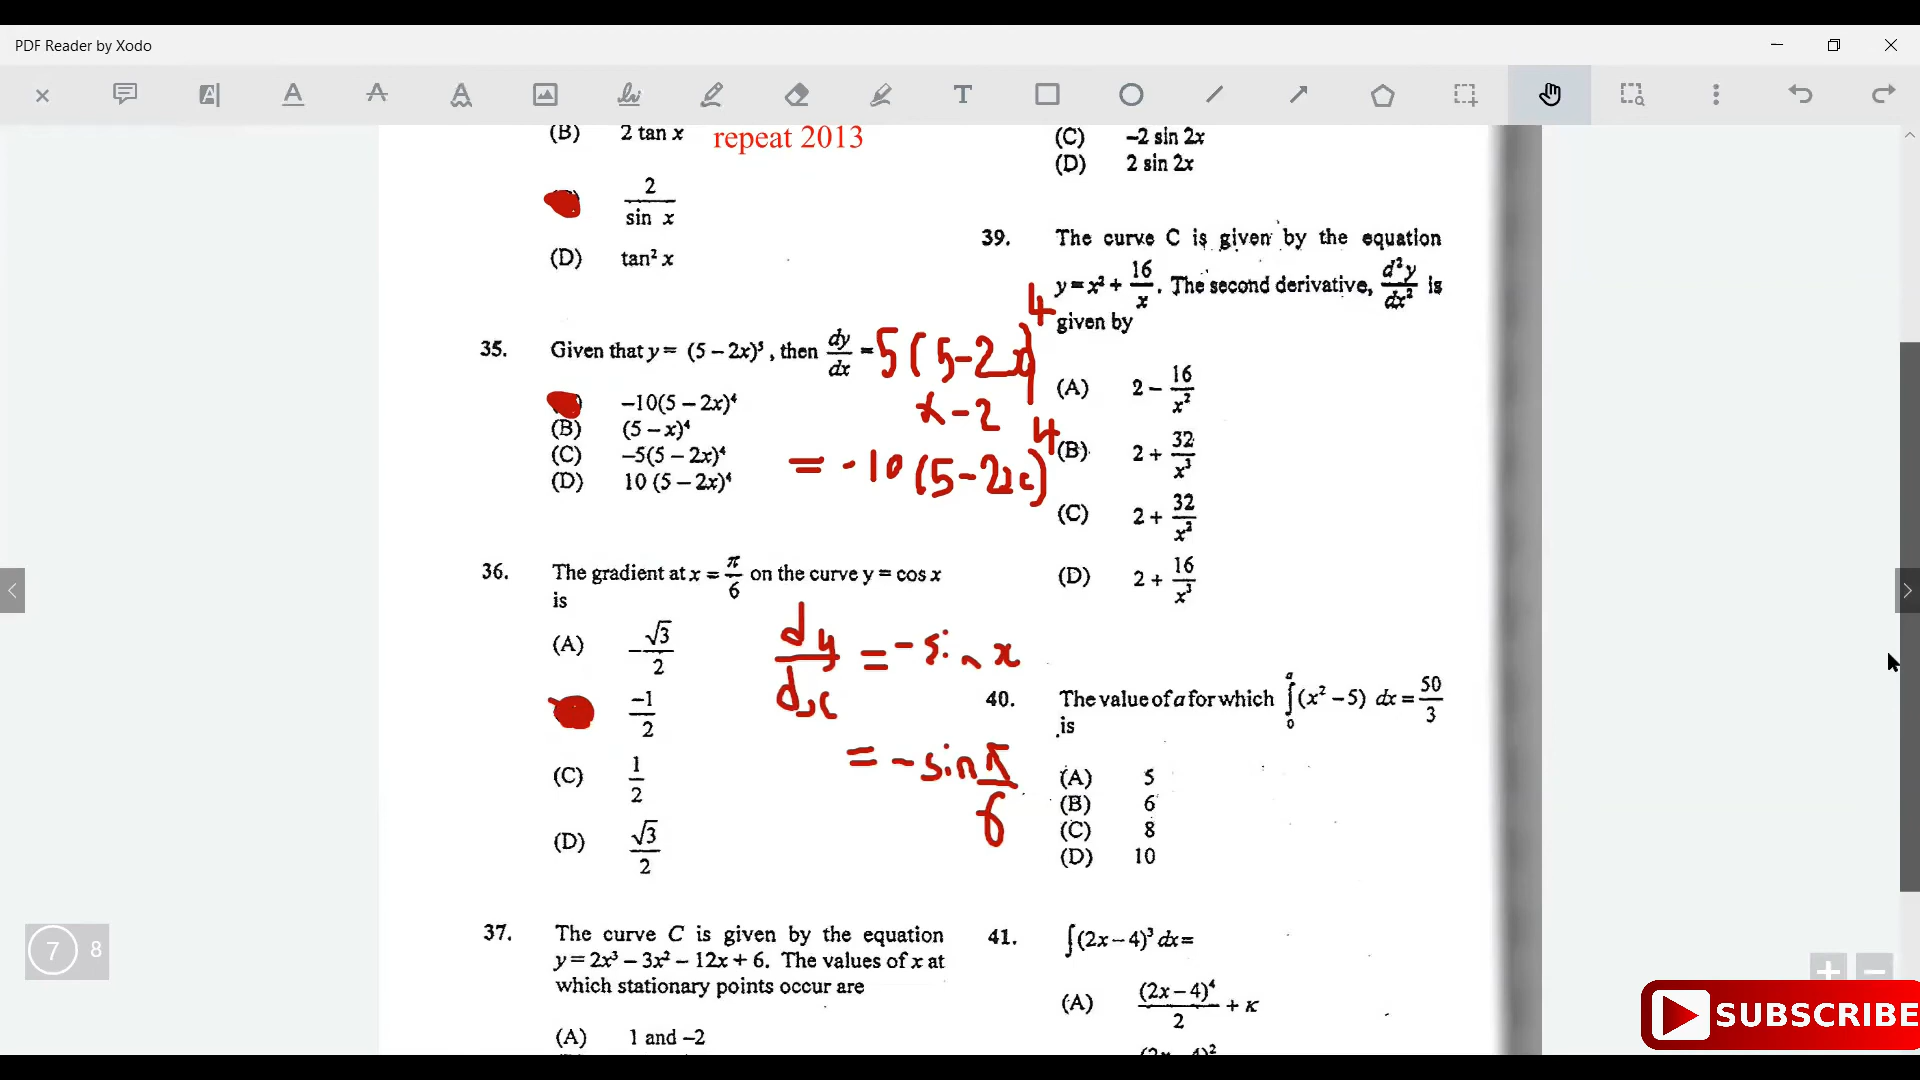 PDF Reader by Xodo
(B) 2 tan x
repeat 2013
2
sin x
(D) tan² x
35. Given that y = (5 – 2x)⁵, then dy/dx = 5(5-2x)⁴
x-2
= -10(5-2x)⁴
–10(5 – 2x)⁴
(B) (5 – x)⁴
(C) –5(5 – 2x)⁴
(D) 10 (5 – 2x)⁴
36. The gradient at x = π/6 on the curve y = cos x
is
dy/dx = -sin x
= -sin π/6
(A) -√3/2
-1/2
(C) 1/2
(D) √3/2
37. The curve C is given by the equation
y = 2x³ – 3x² – 12x + 6. The values of x at
which stationary points occur are
(A) 1 and –2
(C) –2 sin 2x
(D) 2 sin 2x
39. The curve C is given by the equation
y = x² + 16/x. The second derivative, d²y/dx² is
given by
(A) 2 – 16/x²
(B) 2 + 32/x³
(C) 2 + 32/x²
(D) 2 + 16/x³
40. The value of a for which ∫₀ᵃ (x² – 5) dx = 50/3
is
(A) 5
(B) 6
(C) 8
(D) 10
41. ∫(2x – 4)³ dx =
(A) (2x – 4)⁴/2 + K
7 8
SUBSCRIBE